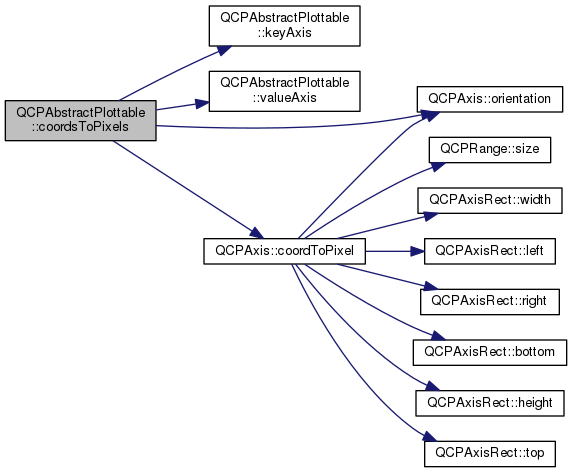 QCPAbstractPlottable
::keyAxis
QCPAbstractPlottable
::valueAxis
QCPAbstractPlottable
::coordsToPixels
QCPAxis::orientation
QCPRange::size
QCPAxisRect::width
QCPAxis::coordToPixel
QCPAxisRect::left
QCPAxisRect::right
QCPAxisRect::bottom
QCPAxisRect::height
QCPAxisRect::top